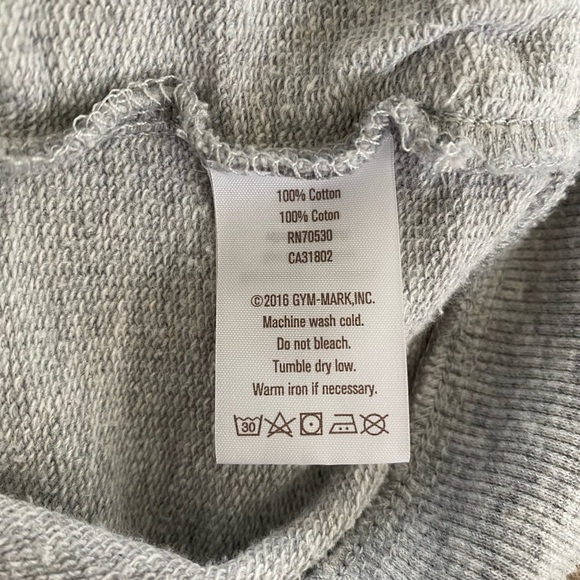 100% Cotton
100% Coton
RN70530
CA31802
©2016 GYM-MARK,INC.
Machine wash cold.
Do not bleach.
Tumble dry low.
Warm iron if necessary.
30